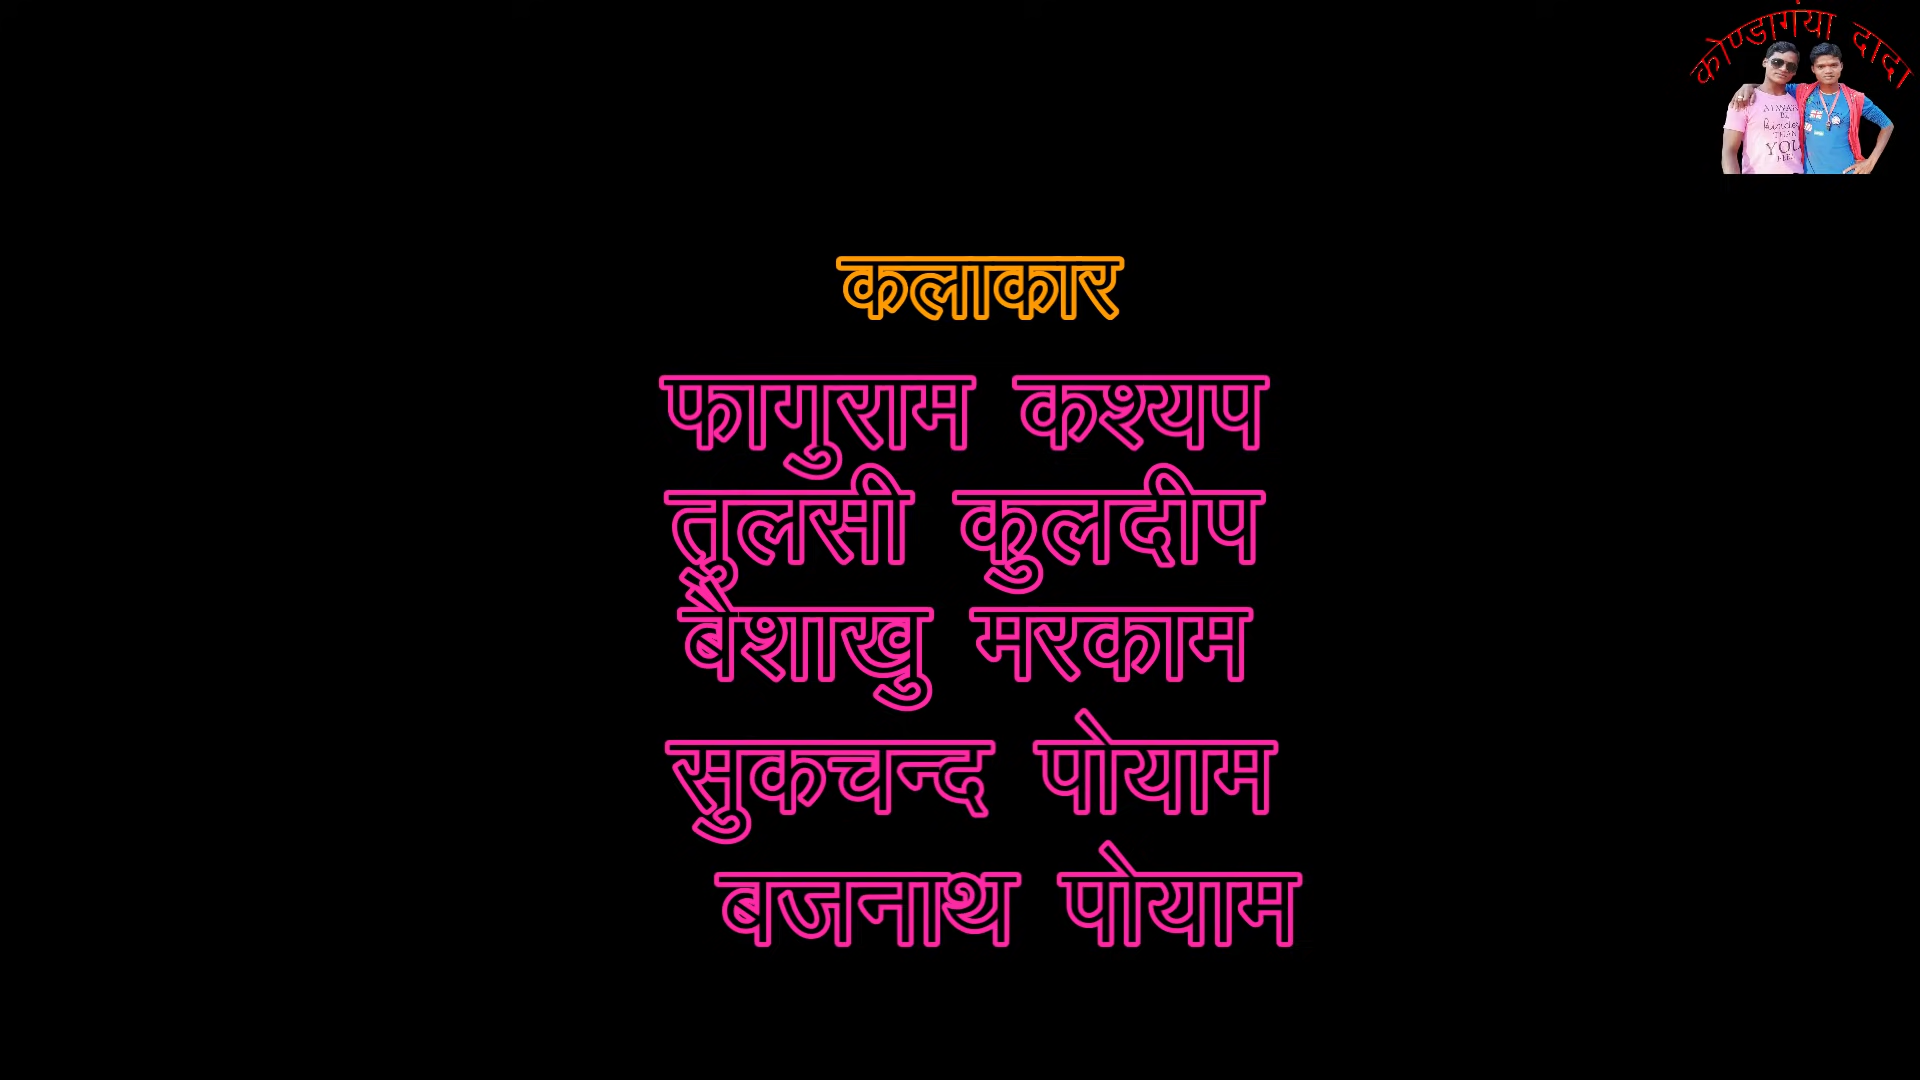 कोण्डागंया दादा
कलाकार
फागुराम कश्यप
तुलसी कुलदीप
बैशाखु मरकाम
सुकचन्द पोयाम
बजनाथ पोयाम